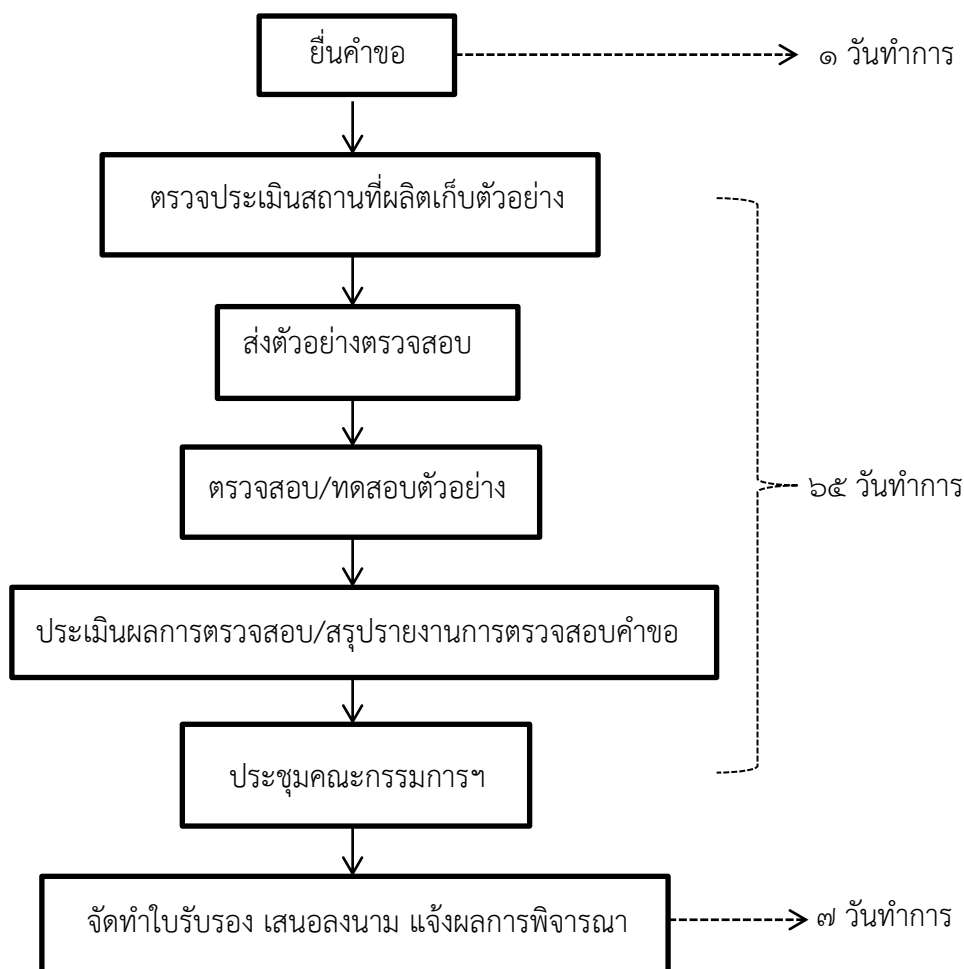 ยื่นคำขอ
๑ วันทำการ
ตรวจประเมินสถานที่ผลิตเก็บตัวอย่าง
ส่งตัวอย่างตรวจสอบ
ตรวจสอบ/ทดสอบตัวอย่าง
๖๕ วันทำการ
ประเมินผลการตรวจสอบ/สรุปรายงานการตรวจสอบคำขอ
ประชุมคณะกรรมการฯ
จัดทำใบรับรอง เสนอลงนาม แจ้งผลการพิจารณา
๗ วันทำการ